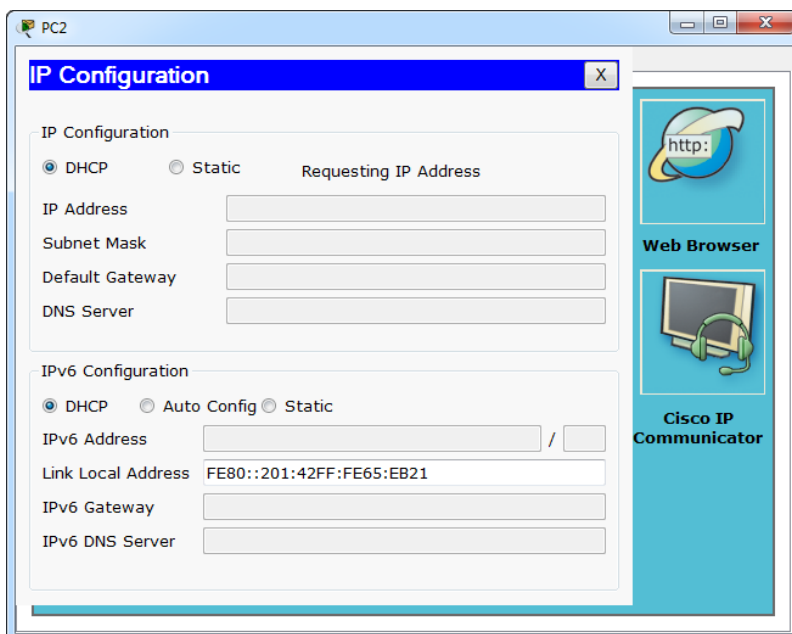 PC2
IP Configuration
X
IP Configuration
DHCP Static Requesting IP Address
IP Address
Subnet Mask
Default Gateway
DNS Server
IPv6 Configuration
DHCP Auto Config Static
IPv6 Address /
Link Local Address FE80::201:42FF:FE65:EB21
IPv6 Gateway
IPv6 DNS Server
http:
Web Browser
Cisco IP
Communicator